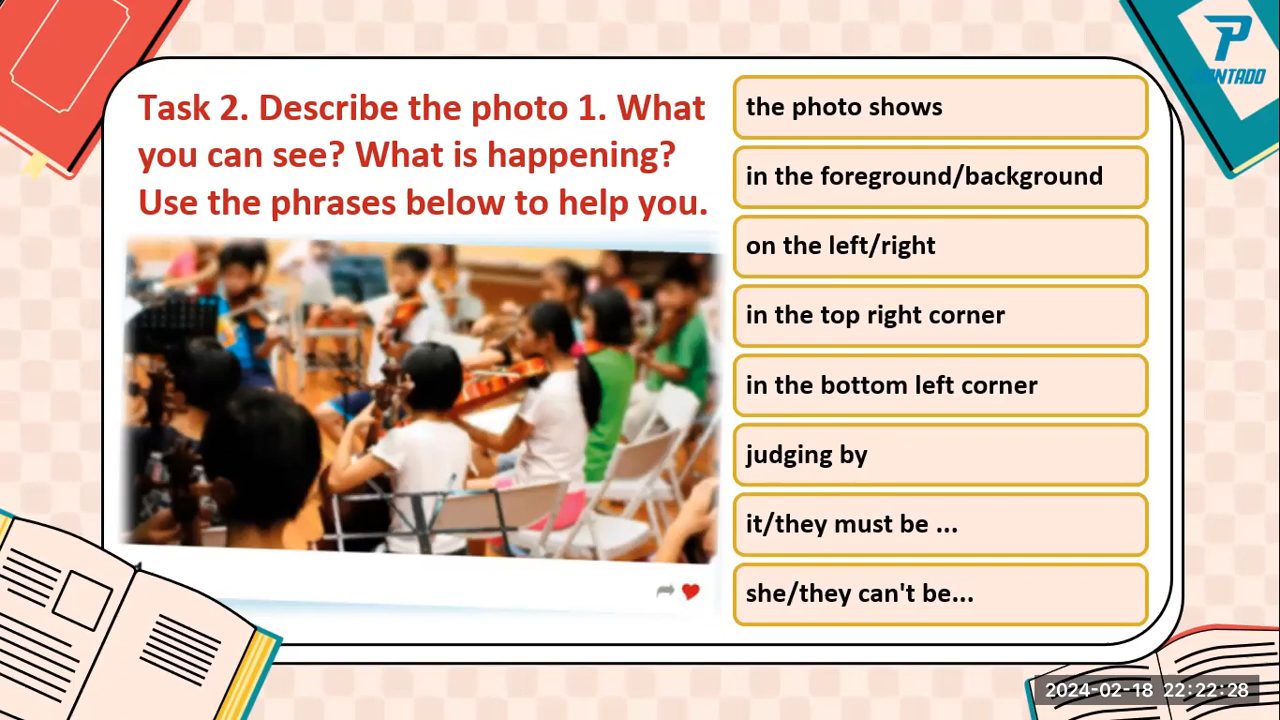 Task 2. Describe the photo 1. What
you can see? What is happening?
Use the phrases below to help you.
the photo shows
in the foreground/background
on the left/right
in the top right corner
in the bottom left corner
judging by
it/they must be ...
she/they can't be...
2024-02-18 22:22:28